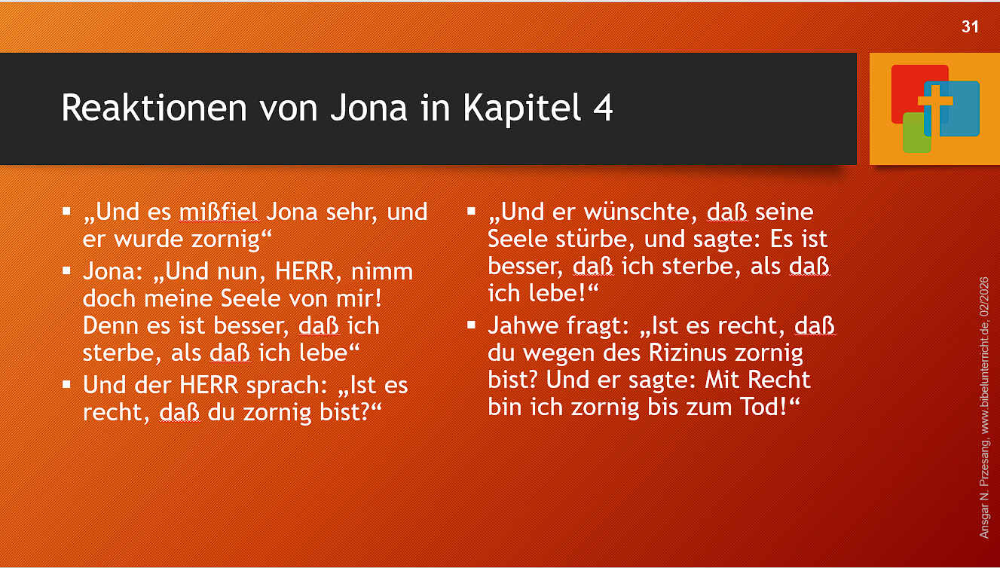 31
Reaktionen von Jona in Kapitel 4
▪ „Und es mißfiel Jona sehr, und
er wurde zornig“
▪ Jona: „Und nun, HERR, nimm
doch meine Seele von mir!
Denn es ist besser, daß ich
sterbe, als daß ich lebe“
▪ Und der HERR sprach: „Ist es
recht, daß du zornig bist?“
▪ „Und er wünschte, daß seine
Seele stürbe, und sagte: Es ist
besser, daß ich sterbe, als daß
ich lebe!“
▪ Jahwe fragt: „Ist es recht, daß
du wegen des Rizinus zornig
bist? Und er sagte: Mit Recht
bin ich zornig bis zum Tod!“
Ansgar N. Przesang, www.bibelunterricht.de, 02/2026